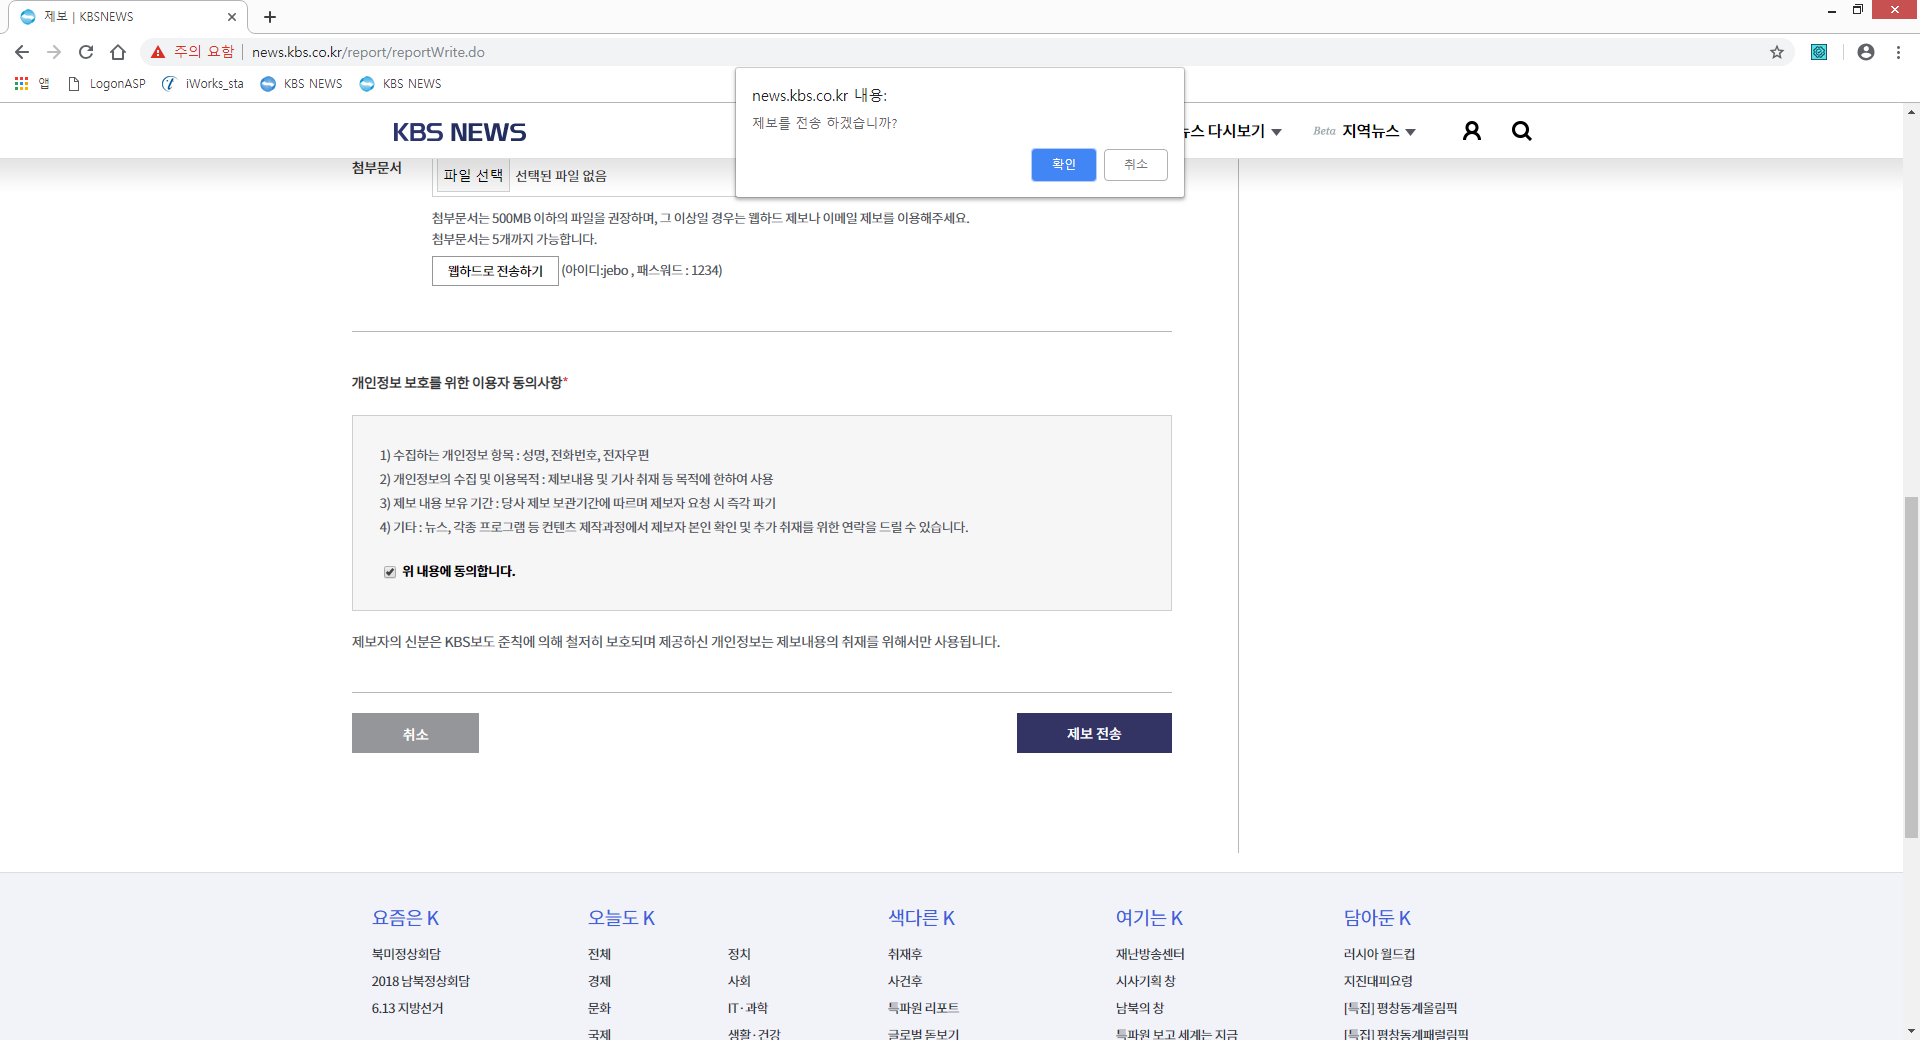 제보 | KBSNEWS
주의 요함
news.kbs.co.kr/report/reportWrite.do
앱
LogonASP
iWorks_sta
KBS NEWS
KBS NEWS
news.kbs.co.kr 내용:
제보를 전송 하겠습니까?
확인
취소
KBS NEWS
다시보기
Beta 지역뉴스
첨부문서
파일 선택 선택된 파일 없음
첨부문서는 500MB 이하의 파일을 권장하며, 그 이상일 경우는 웹하드 제보나 이메일 제보를 이용해주세요.
첨부문서는 5개까지 가능합니다.
웹하드로 전송하기 (아이디:jebo , 패스워드 : 1234)
개인정보 보호를 위한 이용자 동의사항*
1) 수집하는 개인정보 항목 : 성명, 전화번호, 전자우편
2) 개인정보의 수집 및 이용목적 : 제보내용 및 기사 취재 등 목적에 한하여 사용
3) 제보 내용 보유 기간 : 당사 제보 보관기간에 따르며 제보자 요청 시 즉각 파기
4) 기타 : 뉴스, 각종 프로그램 등 컨텐츠 제작과정에서 제보자 본인 확인 및 추가 취재를 위한 연락을 드릴 수 있습니다.
위 내용에 동의합니다.
제보자의 신분은 KBS보도 준칙에 의해 철저히 보호되며 제공하신 개인정보는 제보내용의 취재를 위해서만 사용됩니다.
취소
제보 전송
요즘은 K
북미정상회담
2018 남북정상회담
6.13 지방선거
오늘도 K
전체
정치
경제
사회
문화
IT·과학
국제
생활·건강
색다른 K
취재후
사건후
특파원 리포트
글로벌 돋보기
여기는 K
재난방송센터
시사기획 창
남북의 창
특파원 보고 세계는 지금
담아둔 K
러시아 월드컵
지진대피요령
[특집] 평창동계올림픽
[특집] 평창동계패럴림픽